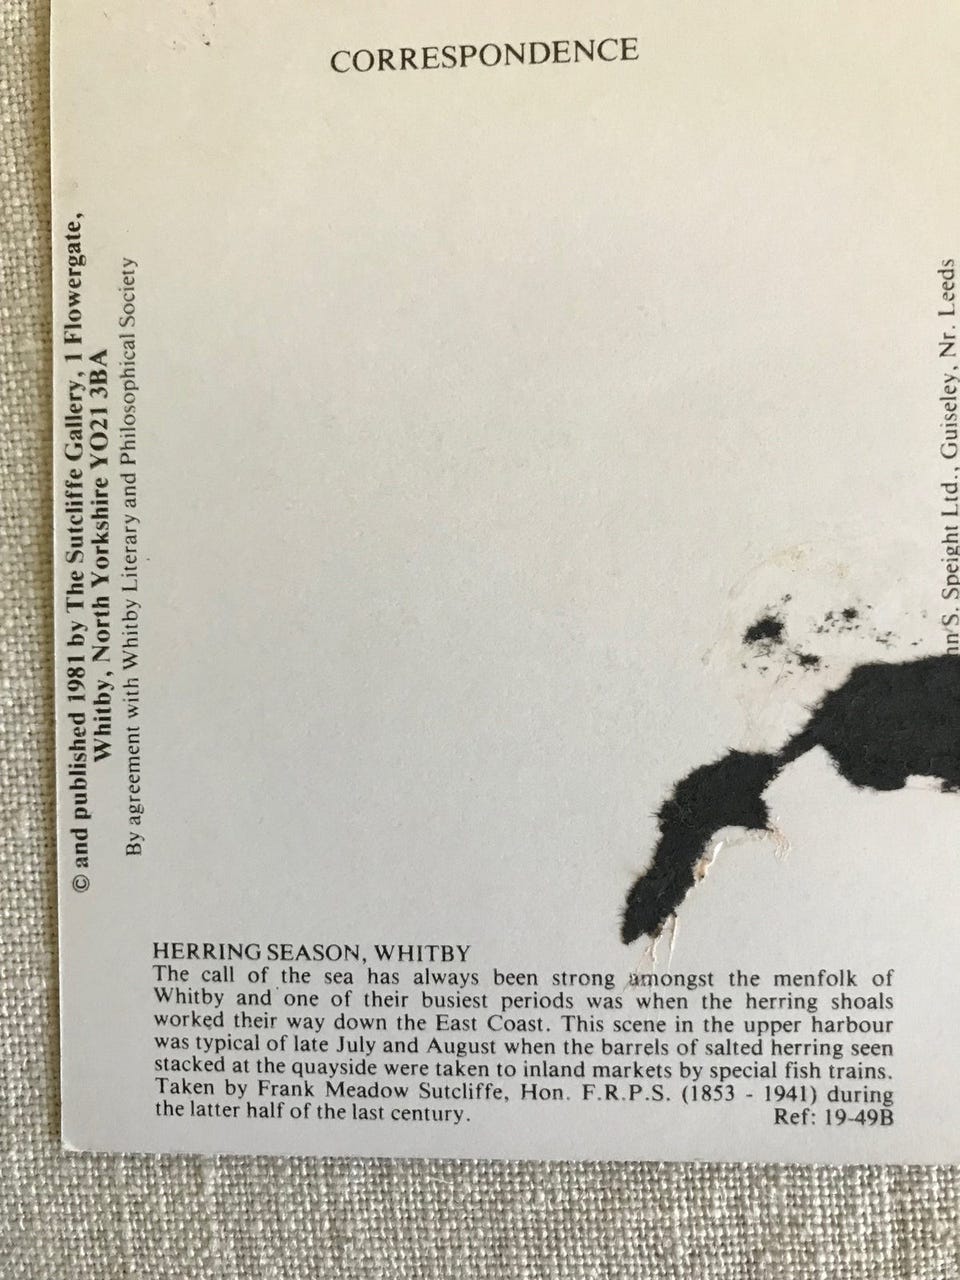 CORRESPONDENCE
© and published 1981 by The Sutcliffe Gallery, 1 Flowergate,
Whitby, North Yorkshire YO21 3BA
By agreement with Whitby Literary and Philosophical Society
S. Speight Ltd., Guiseley, Nr. Leeds
HERRING SEASON, WHITBY
The call of the sea has always been strong amongst the menfolk of
Whitby and one of their busiest periods was when the herring shoals
worked their way down the East Coast. This scene in the upper harbour
was typical of late July and August when the barrels of salted herring seen
stacked at the quayside were taken to inland markets by special fish trains.
Taken by Frank Meadow Sutcliffe, Hon. F.R.P.S. (1853 - 1941) during
the latter half of the last century. Ref: 19-49B